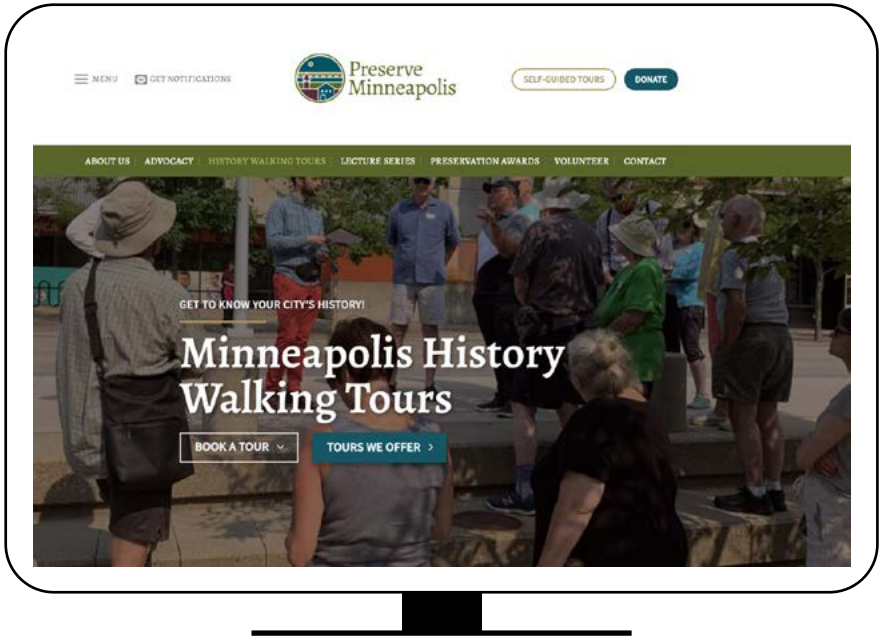 MENU
GET NOTIFICATIONS
Preserve
Minneapolis
SELF-GUIDED TOURS
DONATE
ABOUT US
ADVOCACY
HISTORY WALKING TOURS
LECTURE SERIES
PRESERVATION AWARDS
VOLUNTEER
CONTACT
GET TO KNOW YOUR CITY'S HISTORY!
Minneapolis History
Walking Tours
BOOK A TOUR
TOURS WE OFFER